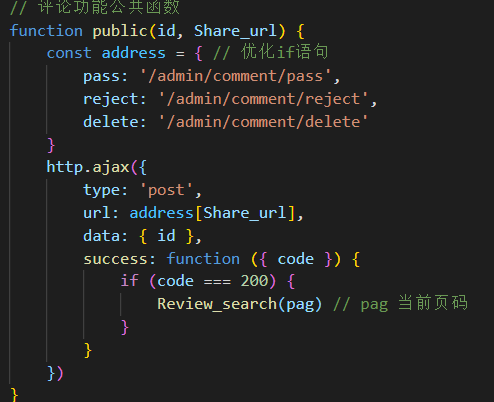 // 评论功能公共函数
function public(id, Share_url) {
    const address = { // 优化if语句
        pass: '/admin/comment/pass',
        reject: '/admin/comment/reject',
        delete: '/admin/comment/delete'
    }
    http.ajax({
        type: 'post',
        url: address[Share_url],
        data: { id },
        success: function ({ code }) {
            if (code === 200) {
                Review_search(pag) // pag 当前页码
            }
        }
    })
}